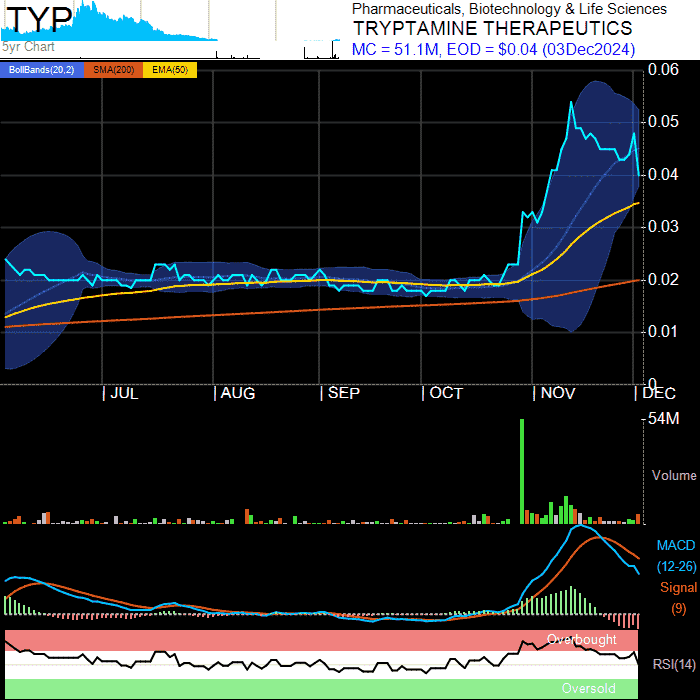 TYP
5yr Chart
Pharmaceuticals, Biotechnology & Life Sciences
TRYPTAMINE THERAPEUTICS
MC = 51.1M, EOD = $0.04 (03Dec2024)
BollBands(20,2) SMA(200) EMA(50)
0.06
0.05
0.04
0.03
0.02
0.01
0
JUL AUG SEP OCT NOV DEC
54M
Volume
MACD
(12-26)
Signal
(9)
Overbought
RSI(14)
Oversold